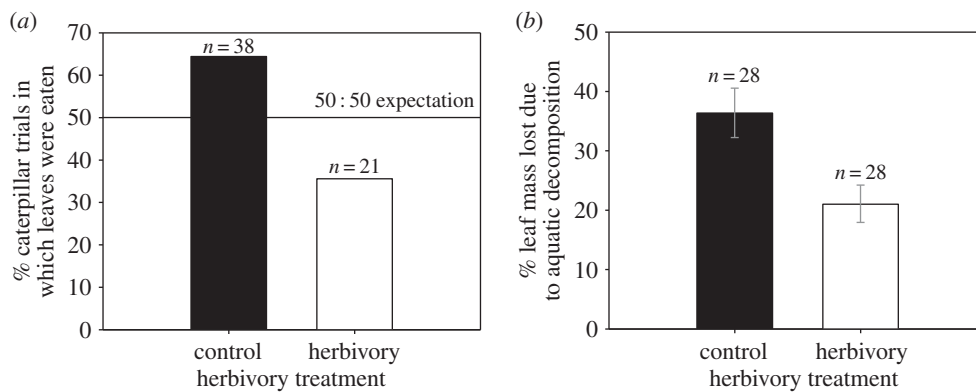 (a)
% caterpillar trials in
which leaves were eaten
70
60
50
40
30
20
10
0
n = 38
50 : 50 expectation
n = 21
control
herbivory
herbivory treatment
(b)
% leaf mass lost due
to aquatic decomposition
50
40
30
20
10
0
n = 28
n = 28
control
herbivory
herbivory treatment